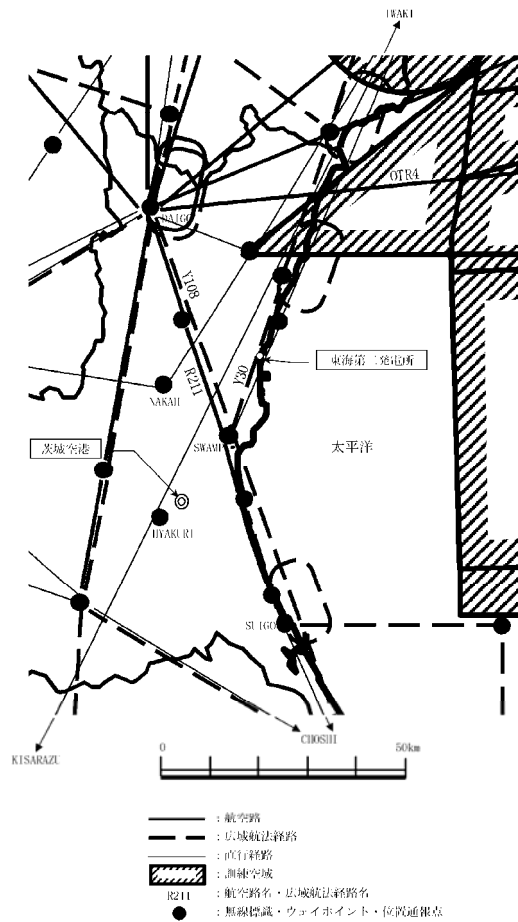 IWAKI
OTR4
DAIGO
Y108
東海第二発電所
Y30
R211
NAKAH
太平洋
茨城空港
SWAMP
HYAKURI
SUIGO
CHOSHI
KISARAZU
0
50km
：航空路
：広域航法経路
：直行経路
：訓練空域
R211
：航空路名・広域航法経路名
：無線標識・ウェイポイント・位置通報点